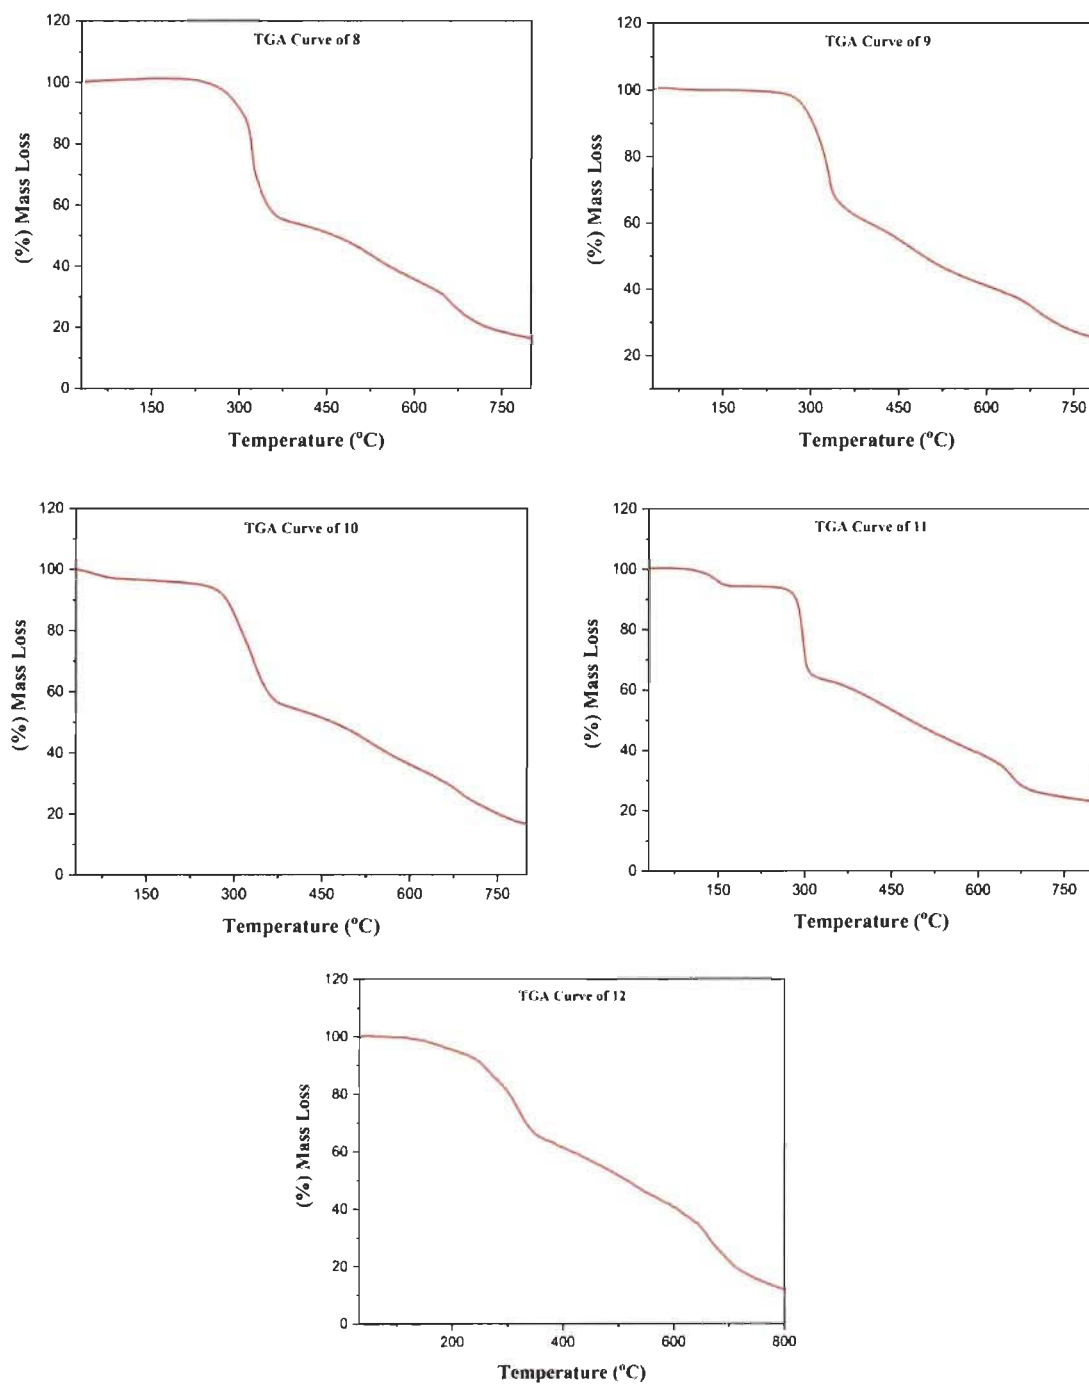 TGA Curve of 8
120
100
80
60
40
20
0
(%) Mass Loss
150 300 450 600 750
Temperature (°C)
TGA Curve of 9
120
100
80
60
40
20
(%) Mass Loss
150 300 450 600 750
Temperature (°C)
TGA Curve of 10
120
100
80
60
40
20
0
(%) Mass Loss
150 300 450 600 750
Temperature (°C)
TGA Curve of 11
120
100
80
60
40
20
0
(%) Mass Loss
150 300 450 600 750
Temperature (°C)
TGA Curve of 12
120
100
80
60
40
20
0
(%) Mass Loss
200 400 600 800
Temperature (°C)